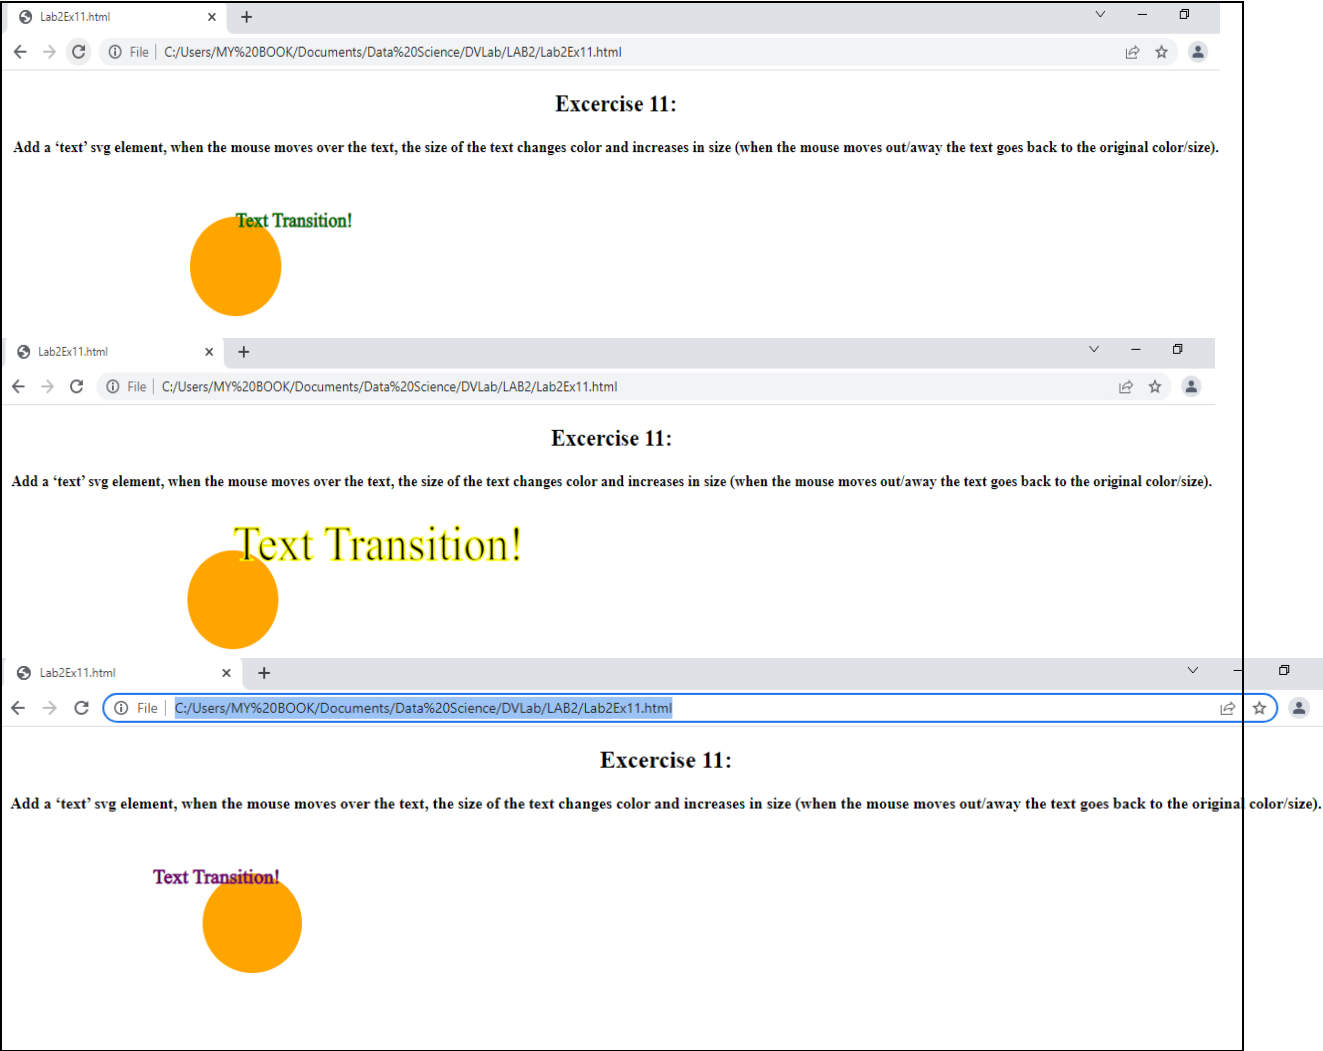 Lab2Ex11.html
File C:/Users/MY%20BOOK/Documents/Data%20Science/DVLab/LAB2/Lab2Ex11.html
Excercise 11:
Add a ‘text’ svg element, when the mouse moves over the text, the size of the text changes color and increases in size (when the mouse moves out/away the text goes back to the original color/size).
Text Transition!
Lab2Ex11.html
File C:/Users/MY%20BOOK/Documents/Data%20Science/DVLab/LAB2/Lab2Ex11.html
Excercise 11:
Add a ‘text’ svg element, when the mouse moves over the text, the size of the text changes color and increases in size (when the mouse moves out/away the text goes back to the original color/size).
Text Transition!
Lab2Ex11.html
File C:/Users/MY%20BOOK/Documents/Data%20Science/DVLab/LAB2/Lab2Ex11.html
Excercise 11:
Add a ‘text’ svg element, when the mouse moves over the text, the size of the text changes color and increases in size (when the mouse moves out/away the text goes back to the original color/size).
Text Transition!